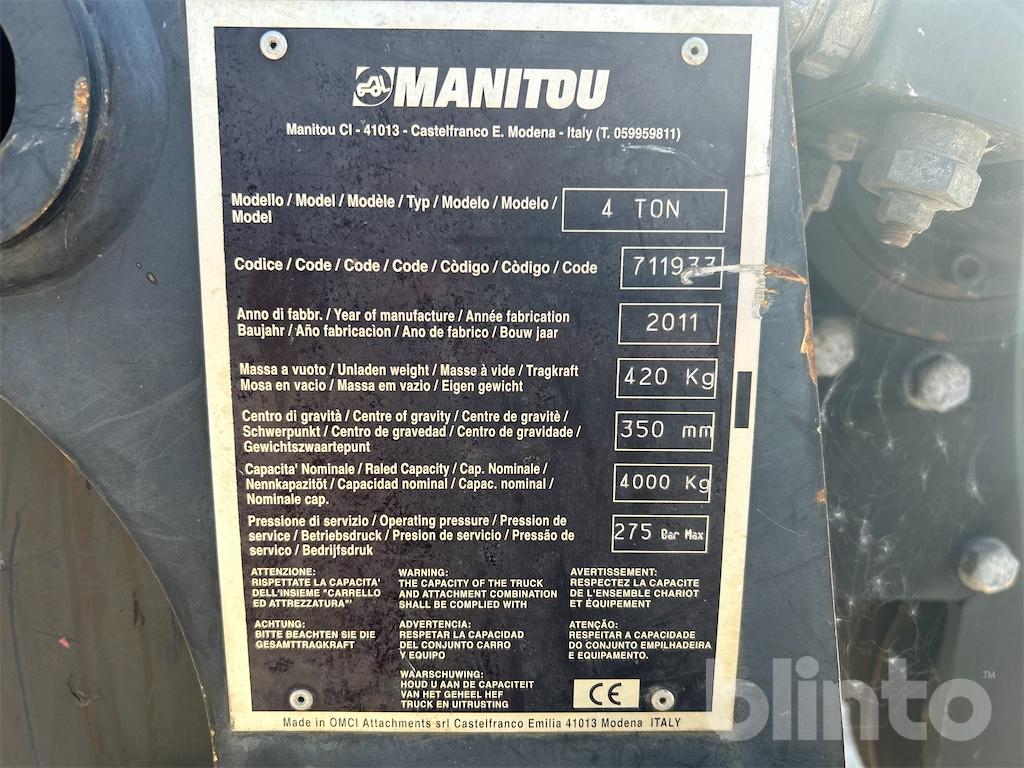 MANITOU
Manitou CI - 41013 - Castelfranco E. Modena - Italy (T. 059959811)
Modello / Model / Modèle / Typ / Modelo / Modelo /
Model
4 TON
Codice / Code / Code / Code / Còdigo / Còdigo / Code
711933
Anno di fabbr. / Year of manufacture / Année fabrication
Baujahr / Año fabricacìon / Ano de fabrico / Bouw jaar
2011
Massa a vuoto / Unladen weight / Masse à vide / Tragkraft
Mosa en vacio / Massa em vazio / Eigen gewicht
420 Kg
Centro di gravità / Centre of gravity / Centre de gravitè /
Schwerpunkt / Centro de gravedad / Centro de gravidade /
Gewichtszwaartepunt
350 mm
Capacita' Nominale / Raled Capacity / Cap. Nominale /
Nennkapazitöt / Capacidad nominal / Capac. nominal /
Nominale cap.
4000 Kg
Pressione di servizio / Operating pressure / Pression de
service / Betriebsdruck / Presion de servicio / Pressão de
servico / Bedrijfsdruk
275 Bar Max
ATTENZIONE:
RISPETTATE LA CAPACITA'
DELL'INSIEME "CARRELLO
ED ATTREZZATURA"'
WARNING:
THE CAPACITY OF THE TRUCK
AND ATTACHMENT COMBINATION
SHALL BE COMPLIED WITH
AVERTISSEMENT:
RESPECTEZ LA CAPACITE
DE L'ENSEMBLE CHARIOT
ET ÉQUIPEMENT
ACHTUNG:
BITTE BEACHTEN SIE DIE
GESAMTTRAGKRAFT
ADVERTENCIA:
RESPETAR LA CAPACIDAD
DEL CONJUNTO CARRO
Y EQUIPO
ATENÇÃO:
RESPEITAR A CAPACIDADE
DO CONJUNTO EMPILHADEIRA
E EQUIPAMENTO.
WAARSCHUWING:
HOUD U AAN DE CAPACITEIT
VAN HET GEHEEL HEF
TRUCK EN UITRUSTING
CE
Made in OMCI Attachments srl Castelfranco Emilia 41013 Modena ITALY
blinto™